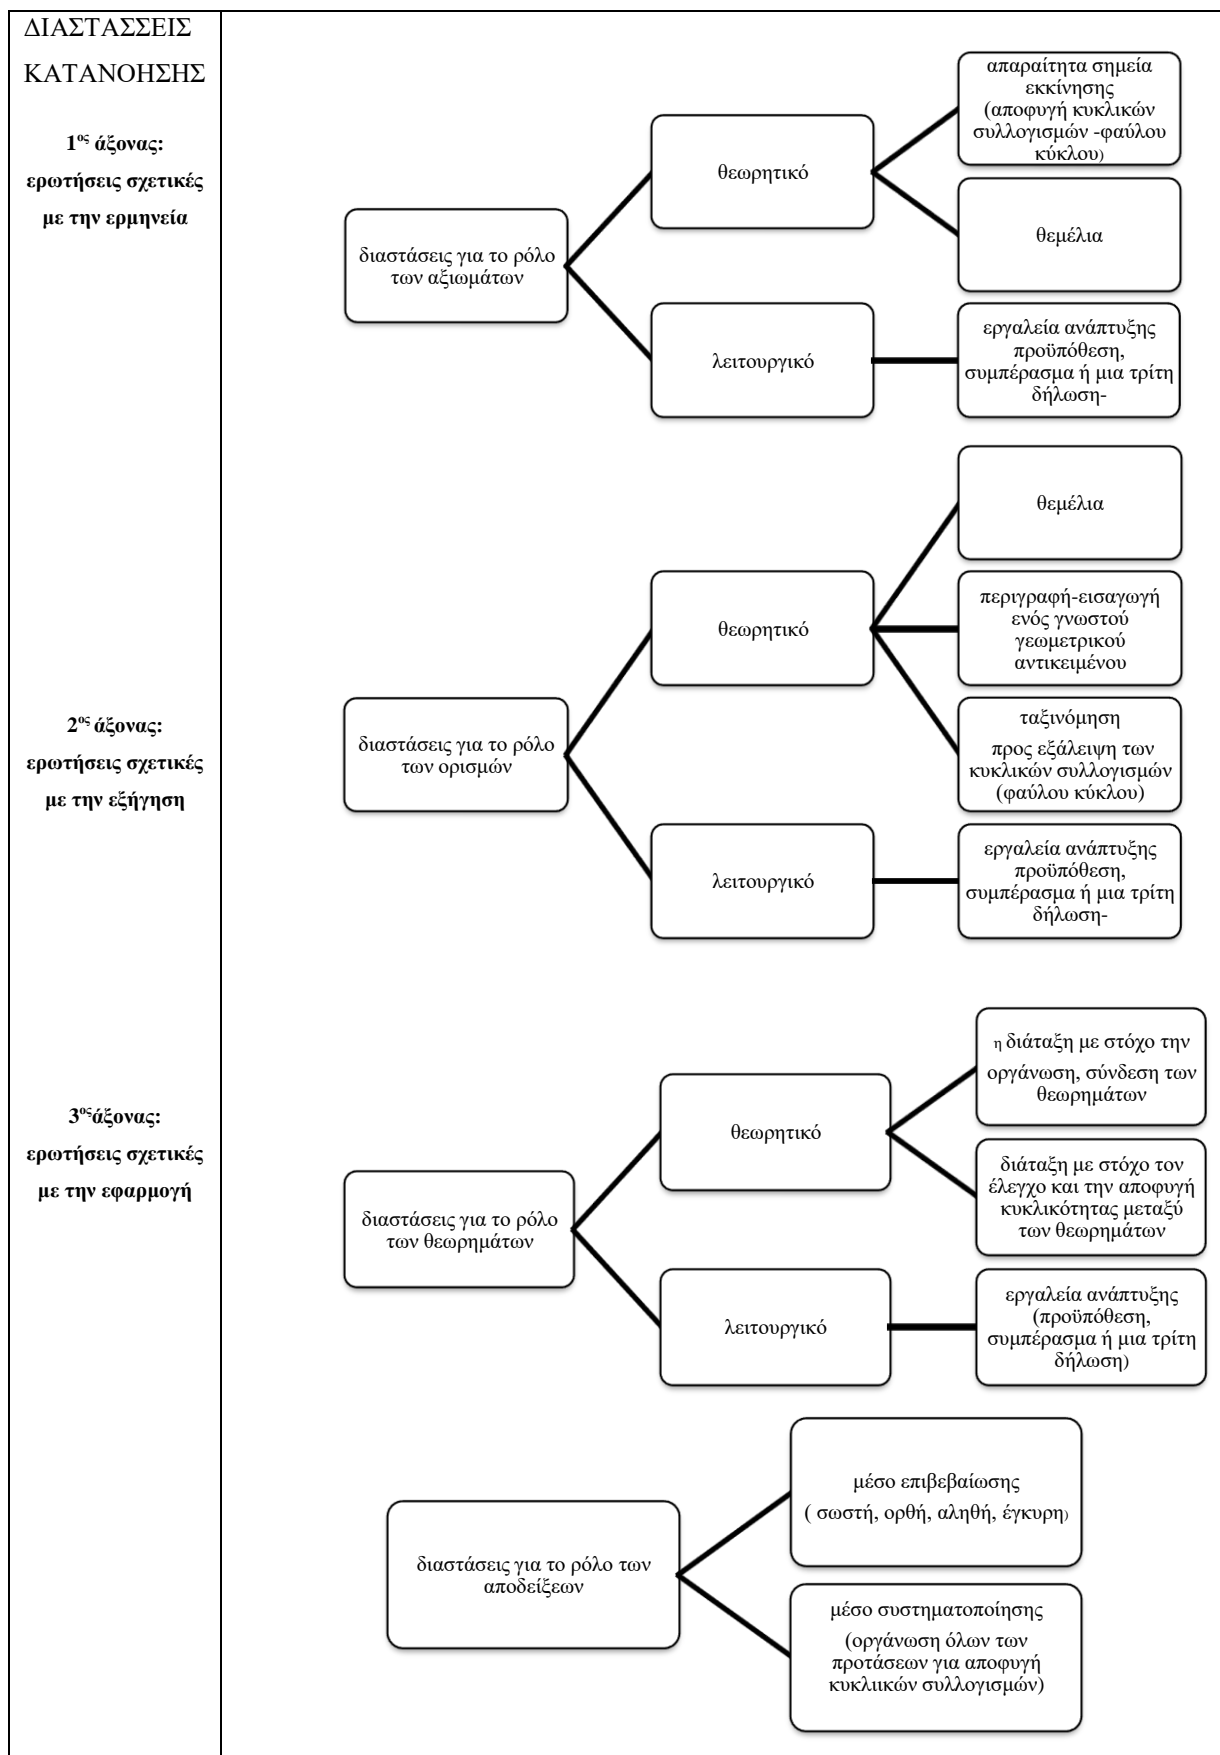 ΔΙΑΣΤΑΣΣΕΙΣ
ΚΑΤΑΝΟΗΣΗΣ
1ος άξονας:
ερωτήσεις σχετικές
με την ερμηνεία
2ος άξονας:
ερωτήσεις σχετικές
με την εξήγηση
3οςάξονας:
ερωτήσεις σχετικές
με την εφαρμογή
διαστάσεις για το ρόλο
των αξιωμάτων
θεωρητικό
απαραίτητα σημεία
εκκίνησης
(αποφυγή κυκλικών
συλλογισμών -φαύλου
κύκλου)
θεμέλια
λειτουργικό
εργαλεία ανάπτυξης
προϋπόθεση,
συμπέρασμα ή μια τρίτη
δήλωση-
διαστάσεις για το ρόλο
των ορισμών
θεωρητικό
θεμέλια
περιγραφή-εισαγωγή
ενός γνωστού
γεωμετρικού
αντικειμένου
ταξινόμηση
προς εξάλειψη των
κυκλικών συλλογισμών
(φαύλου κύκλου)
λειτουργικό
εργαλεία ανάπτυξης
προϋπόθεση,
συμπέρασμα ή μια τρίτη
δήλωση-
διαστάσεις για το ρόλο
των θεωρημάτων
θεωρητικό
η διάταξη με στόχο την
οργάνωση, σύνδεση των
θεωρημάτων
διάταξη με στόχο τον
έλεγχο και την αποφυγή
κυκλικότητας μεταξύ
των θεωρημάτων
λειτουργικό
εργαλεία ανάπτυξης
(προϋπόθεση,
συμπέρασμα ή μια τρίτη
δήλωση)
διαστάσεις για το ρόλο των
αποδείξεων
μέσο επιβεβαίωσης
( σωστή, ορθή, αληθή, έγκυρη)
μέσο συστηματοποίησης
(οργάνωση όλων των
προτάσεων για αποφυγή
κυκλιικών συλλογισμών)